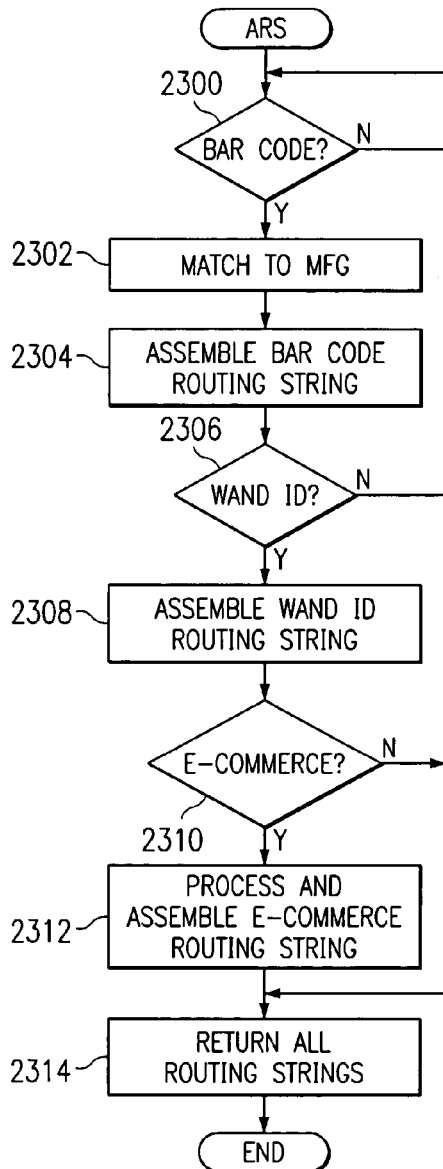 ARS
2300
BAR CODE?
N
Y
2302
MATCH TO MFG
2304
ASSEMBLE BAR CODE
ROUTING STRING
2306
WAND ID?
N
Y
2308
ASSEMBLE WAND ID
ROUTING STRING
E-COMMERCE?
N
2310
Y
2312
PROCESS AND
ASSEMBLE E-COMMERCE
ROUTING STRING
2314
RETURN ALL
ROUTING STRINGS
END